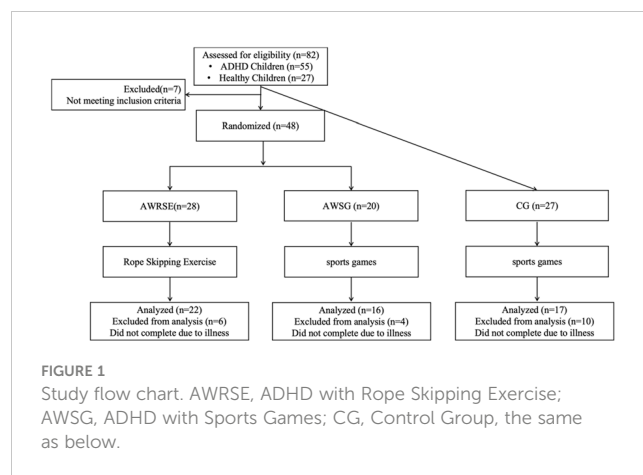 Assessed for eligibility (n=82)
• ADHD Children (n=55)
• Healthy Children (n=27)
Excluded(n=7)
Not meeting inclusion criteria
Randomized (n=48)
AWRSE(n=28)
AWSG (n=20)
CG (n=27)
Rope Skipping Exercise
sports games
sports games
Analyzed (n=22)
Excluded from analysis (n=6)
Did not complete due to illness
Analyzed (n=16)
Excluded from analysis (n=4)
Did not complete due to illness
Analyzed (n=17)
Excluded from analysis (n=10)
Did not complete due to illness
FIGURE 1
Study flow chart. AWRSE, ADHD with Rope Skipping Exercise;
AWSG, ADHD with Sports Games; CG, Control Group, the same
as below.